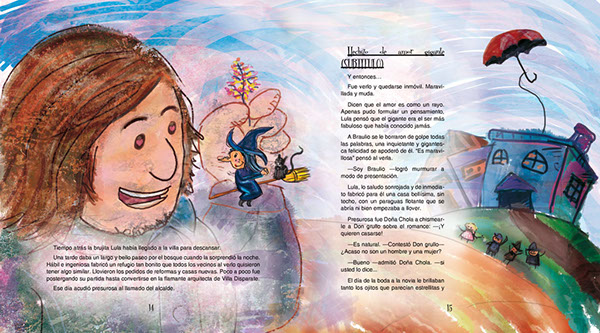 Tiempo atrás la brujita Lula había llegado a la villa para descansar.
Una tarde daba un largo y bello paseo por el bosque cuando la sorprendió la noche.
Hábil e ingeniosa fabricó un refugio tan bonito que todos los vecinos al verlo quisieron
tener algo similar. Llovieron los pedidos de reformas y casas nuevas. Poco a poco fue
postergando su partida hasta convertirse en la flamante arquitecta de Villa Disparate.
Ese día acudió presurosa al llamado del alcalde.
14
Hechizo de amor gigante
(SUBTITULO)
Y entonces...
Fue verlo y quedarse inmóvil. Maravi-
llada y muda.
Dicen que el amor es como un rayo.
Apenas pudo formular un pensamiento,
Lula pensó que el gigante era el ser más
fabuloso que había conocido jamás.
A Braulio se le borraron de golpe todas
las palabras, una inquietante y gigantes-
ca felicidad se apoderó de él. "Es maravi-
llosa" pensó al verla.
—Soy Braulio —logró murmurar a
modo de presentación.
Lula, lo saludo sonrojada y de inmedia-
to fabricó para él una casa bellísima, sin
techo, con un paraguas flotante que se
abría ni bien empezaba a llover.
Presurosa fue Doña Chola a chismear-
le a Don grullo sobre el romance: —¡Y
quieren casarse!
—Es natural. —Contestó Don grullo—
¿Acaso no son un hombre y una mujer?
—Bueno —admitió Doña Chola. —si
usted lo dice...
El día de la boda a la novia le brillaban
tanto los ojitos que parecían estrellitas y
15